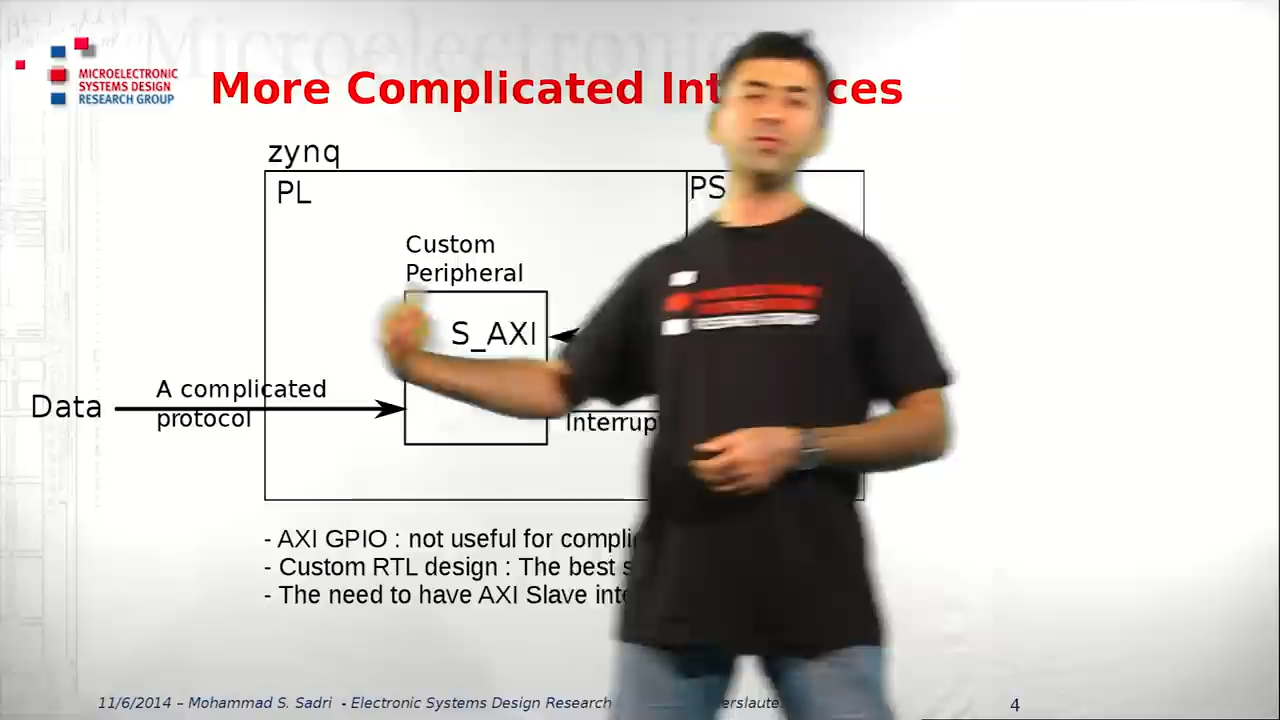 MICROELECTRONIC
SYSTEMS DESIGN
RESEARCH GROUP
Microelectronic
More Complicated Int ces
zynq
PL
PS
Custom
Peripheral
S_AXI
Data
A complicated
protocol
Interrup
- AXI GPIO : not useful for compli
- Custom RTL design : The best s
- The need to have AXI Slave inte
11/6/2014 – Mohammad S. Sadri - Electronic Systems Design Research erslaute
4